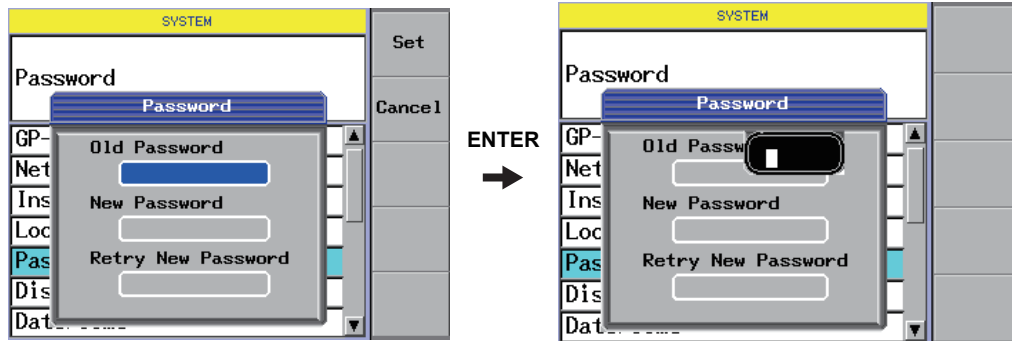 SYSTEM
Set
Password
Password
Cancel
GP-
Old Password
Net
Ins
New Password
Loc
Pas
Retry New Password
Dis
Dat
ENTER
SYSTEM
Password
Password
GP-
Old Passw
Net
Ins
New Password
Loc
Pas
Retry New Password
Dis
Dat